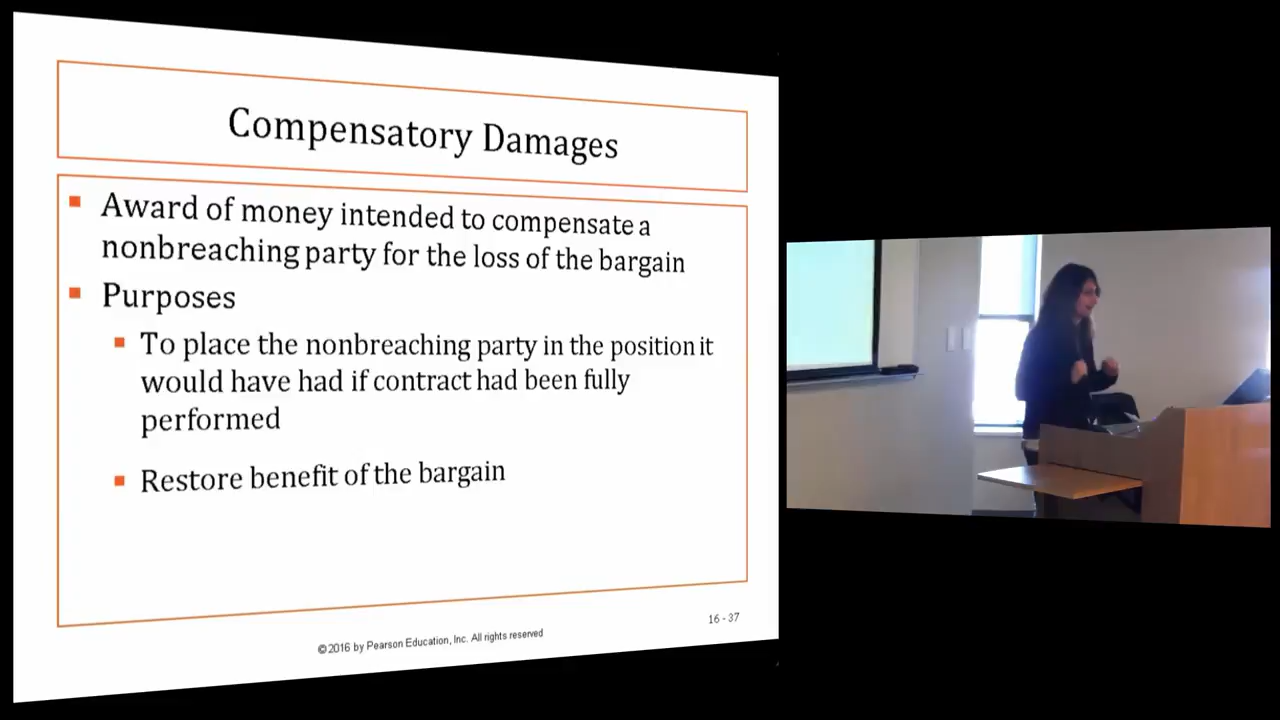 Compensatory Damages
Award of money intended to compensate a
nonbreaching party for the loss of the bargain
Purposes
To place the nonbreaching party in the position it
would have had if contract had been fully
performed
Restore benefit of the bargain
16 - 37
©2016 by Pearson Education, Inc. All rights reserved